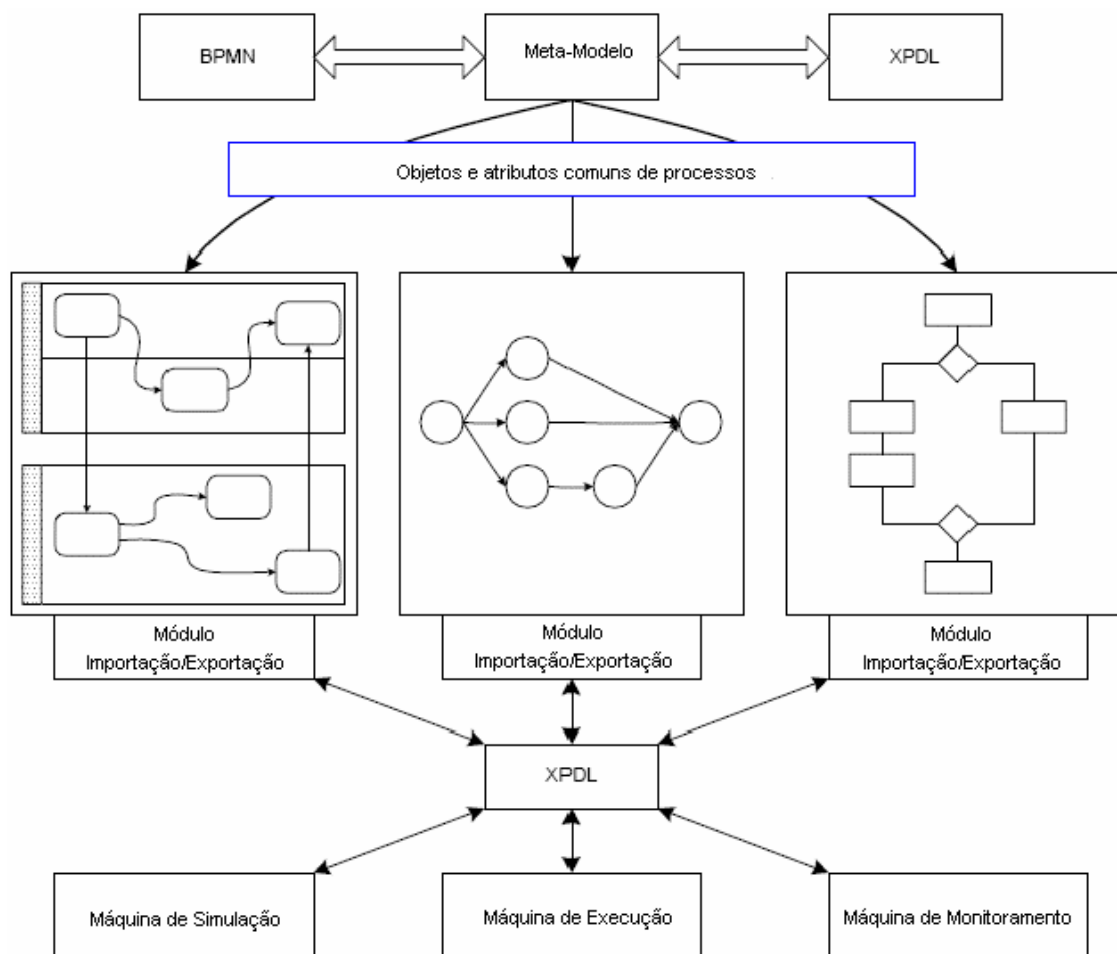 BPMN
Meta-Modelo
XPDL
Objetos e atributos comuns de processos
Módulo
Importação/Exportação
Módulo
Importação/Exportação
Módulo
Importação/Exportação
XPDL
Máquina de Simulação
Máquina de Execução
Máquina de Monitoramento